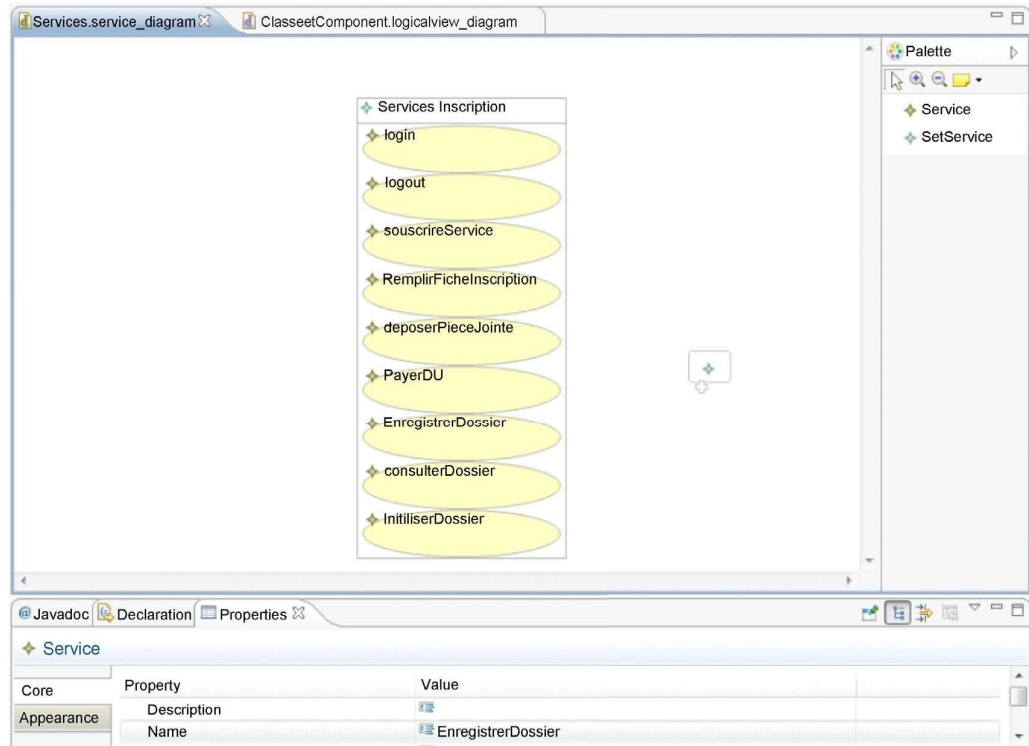 Services.service_diagram ClasseetComponent.logicalview_diagram
Palette
Service
SetService
Services Inscription
login
logout
souscrireService
RemplirFicheInscription
deposerPieceJointe
PayerDU
EnregistrerDossier
consulterDossier
InitiliserDossier
@ Javadoc Declaration Properties
Service
Core
Appearance
Property Value
Description
Name EnregistrerDossier